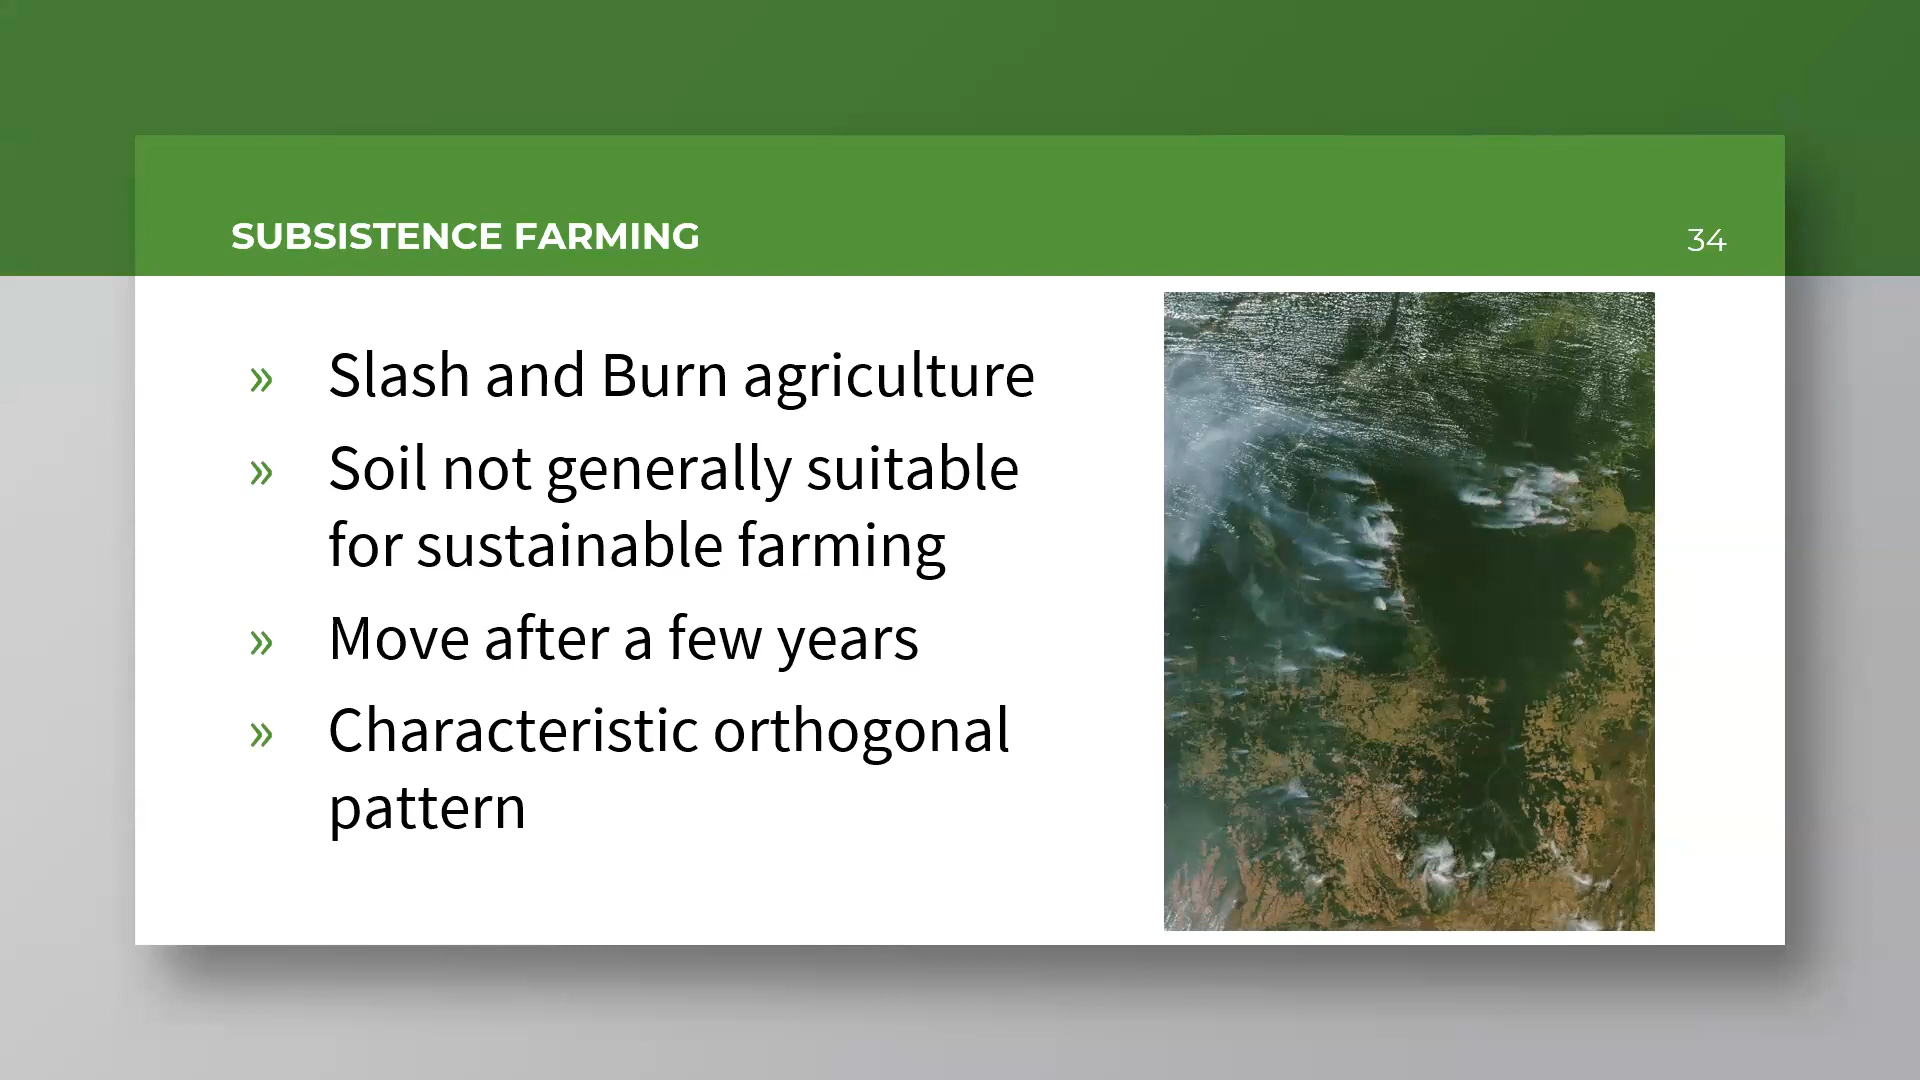 SUBSISTENCE FARMING
34
» Slash and Burn agriculture
» Soil not generally suitable
for sustainable farming
» Move after a few years
» Characteristic orthogonal
pattern